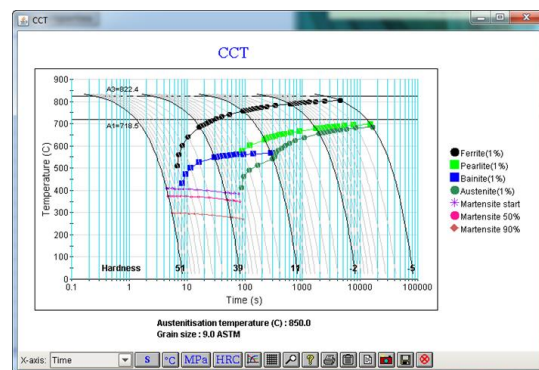 CCT
CCT
900
800
700
600
500
400
300
200
100
0
Temperature (C)
A3=822.4
A1=718.5
Hardness 51 39 11 -2 -5
0.1 1 10 100 1000 10000 100000
Time (s)
Ferrite(1%)
Pearlite(1%)
Bainite(1%)
Austenite(1%)
Martensite start
Martensite 50%
Martensite 90%
Austenitisation temperature (C) : 850.0
Grain size : 9.0 ASTM
X-axis: Time S °C MPa HRC